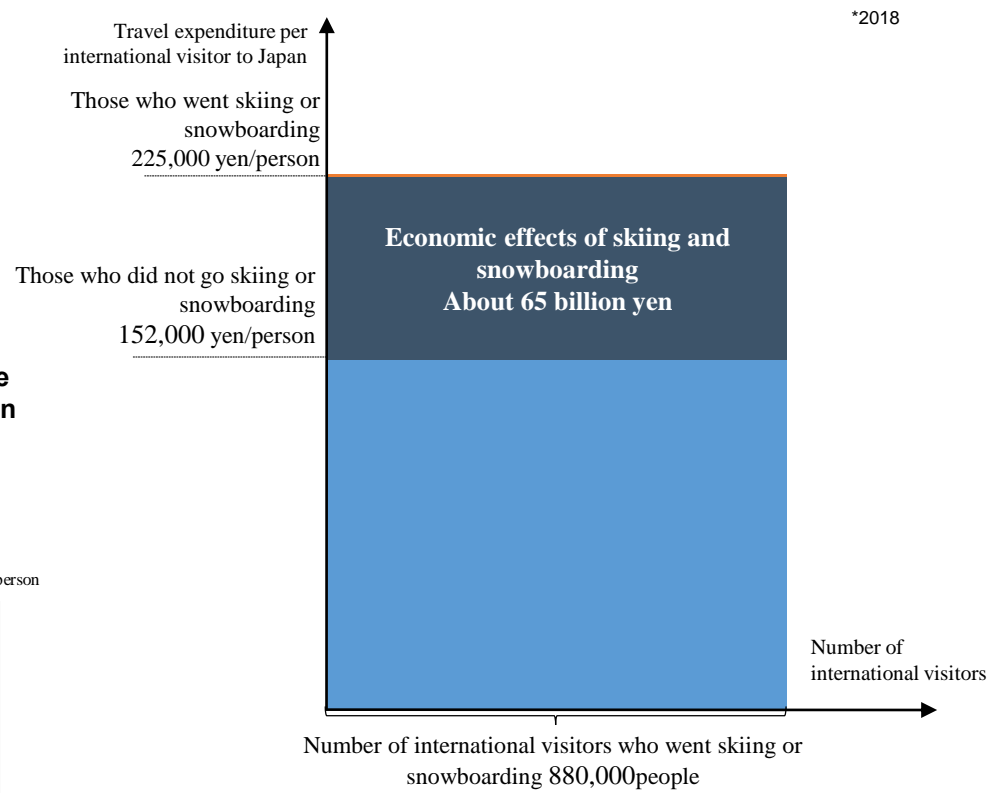 *2018
Travel expenditure per
international visitor to Japan
Those who went skiing or
snowboarding
225,000 yen/person
Economic effects of skiing and
snowboarding
About 65 billion yen
Those who did not go skiing or
snowboarding
152,000 yen/person
Number of
international visitors
Number of international visitors who went skiing or
snowboarding 880,000people